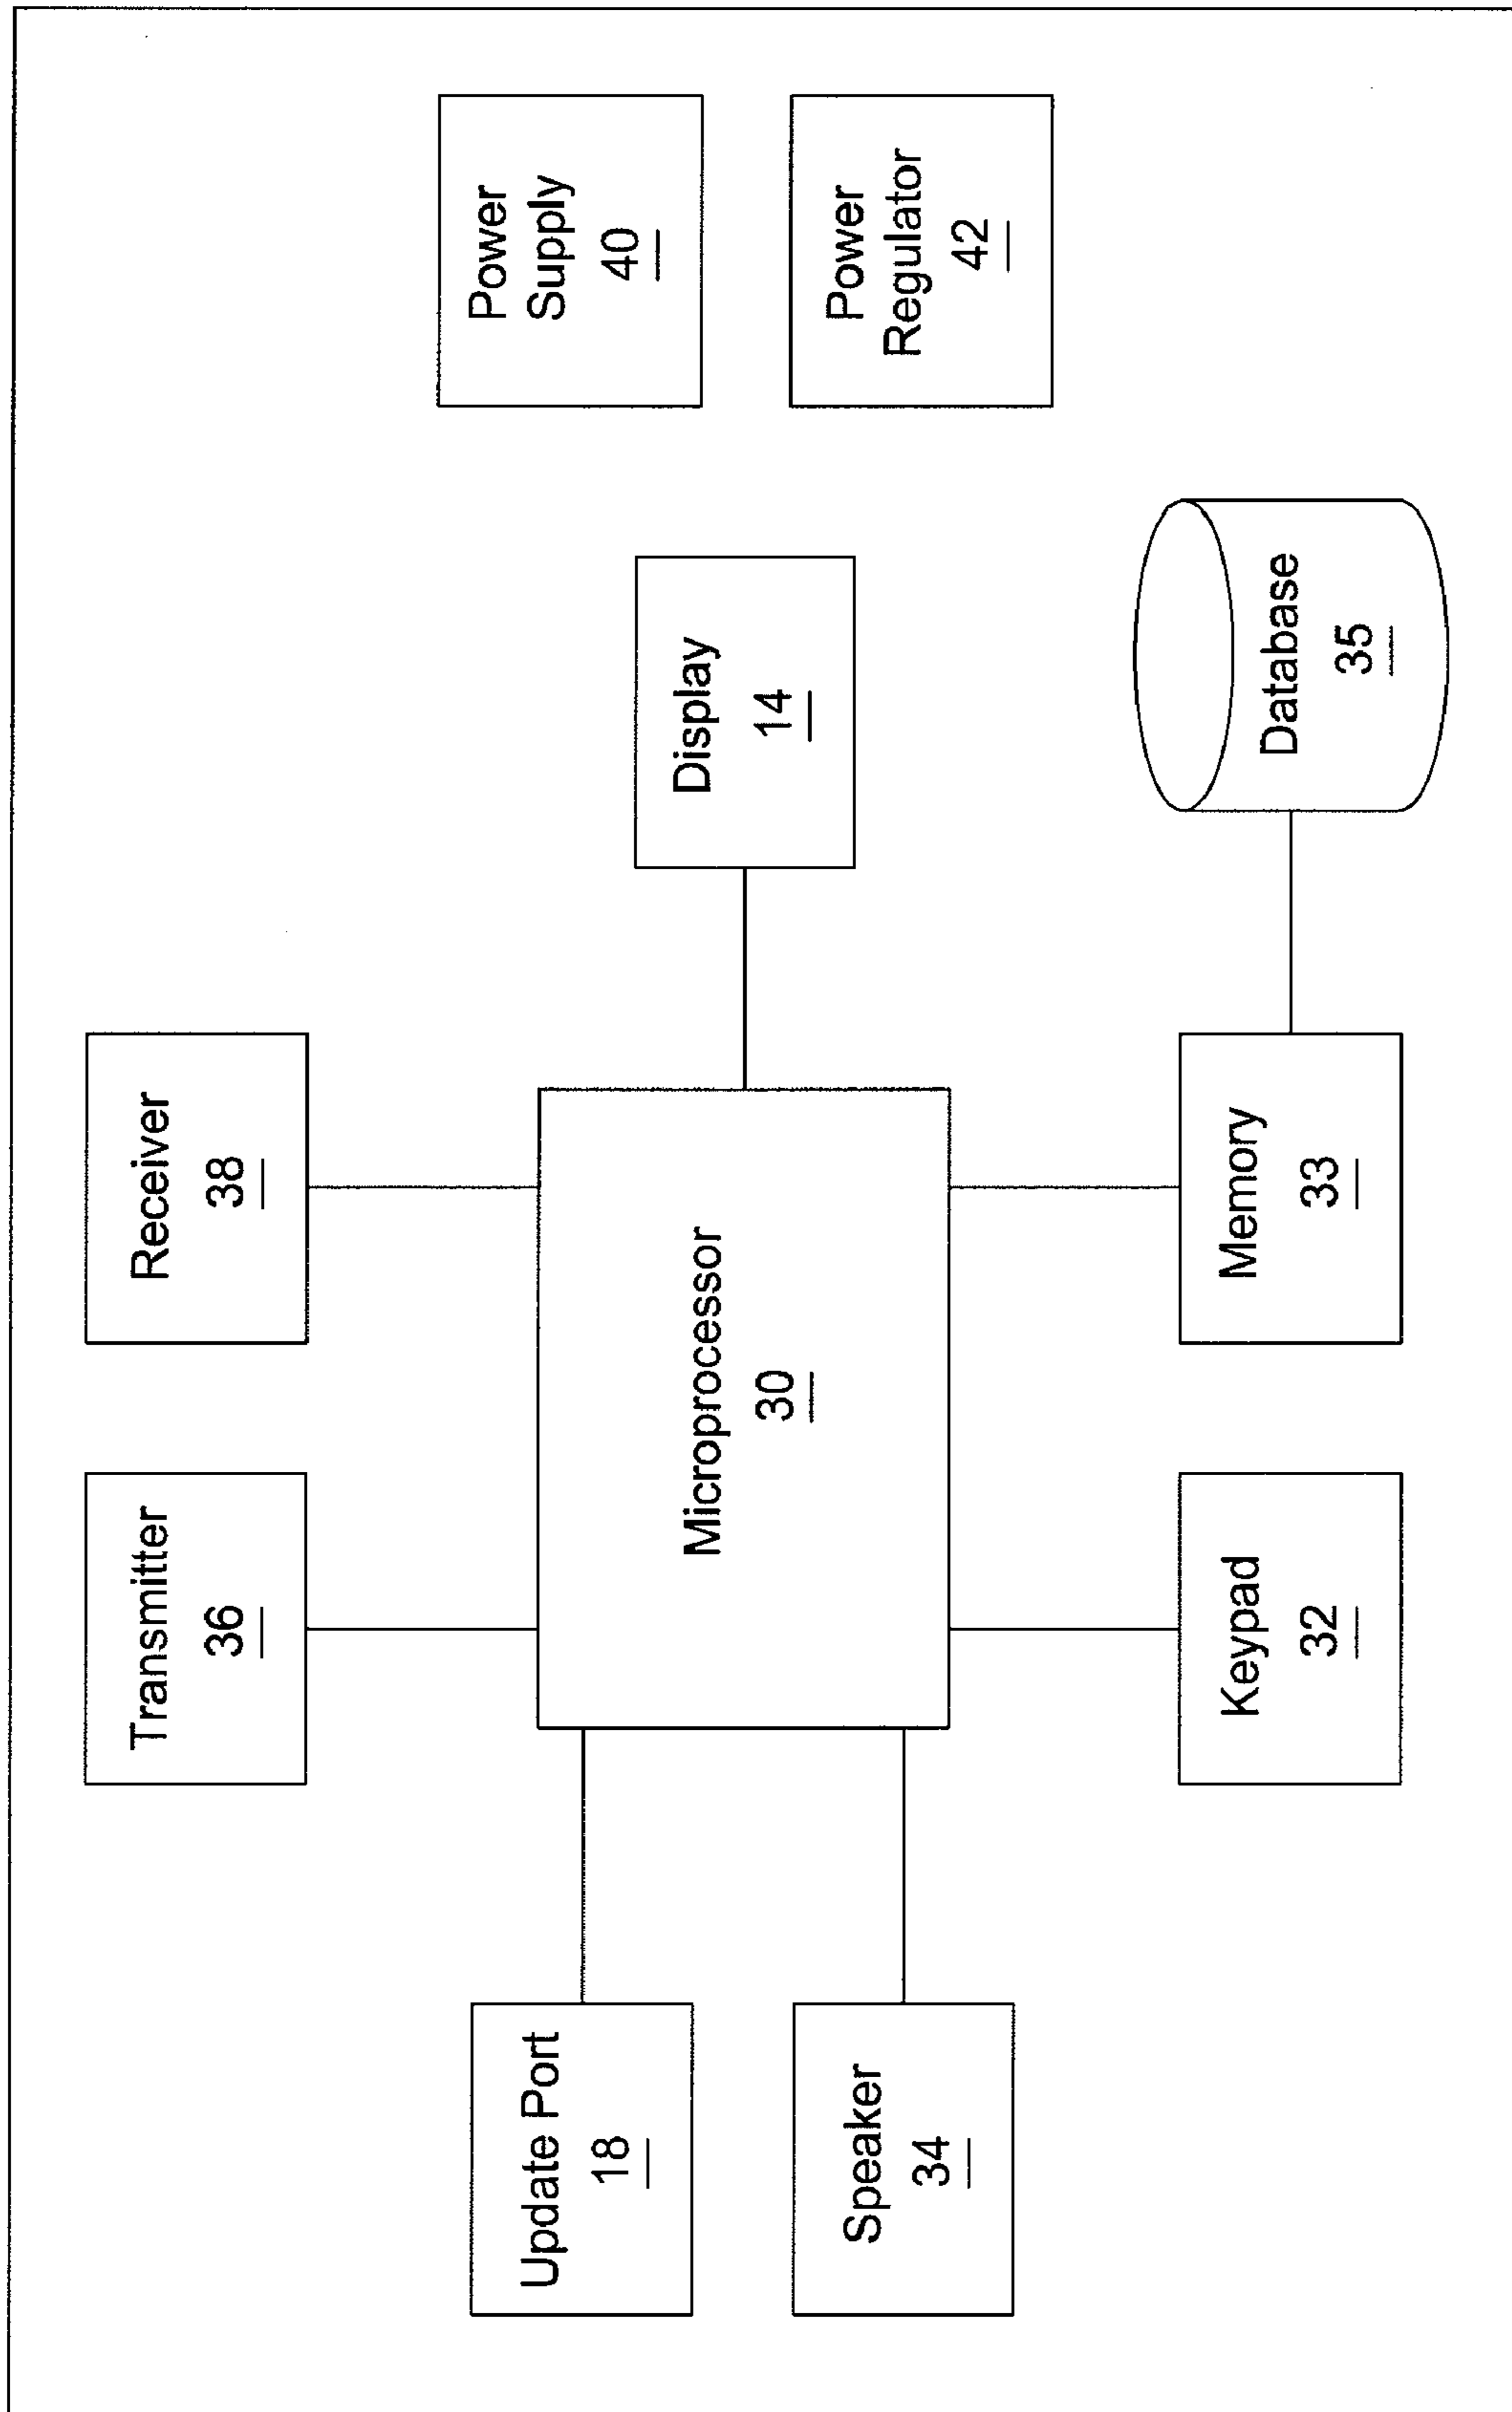 Transmitter
36
Receiver
38
Update Port
18
Speaker
34
Microprocessor
30
Display
14
Power
Supply
40
Power
Regulator
42
Keypad
32
Memory
33
Database
35